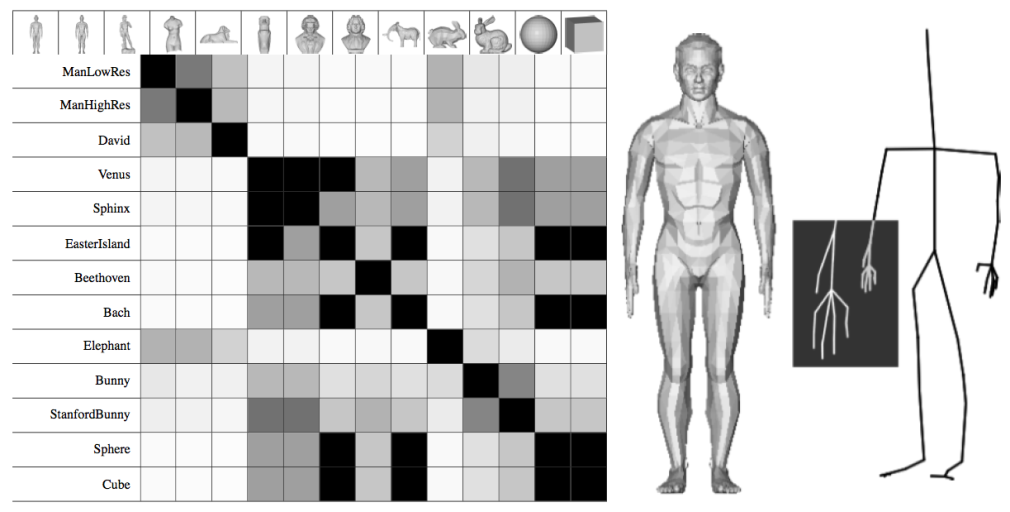 ManLowRes
ManHighRes
David
Venus
Sphinx
EasterIsland
Beethoven
Bach
Elephant
Bunny
StanfordBunny
Sphere
Cube